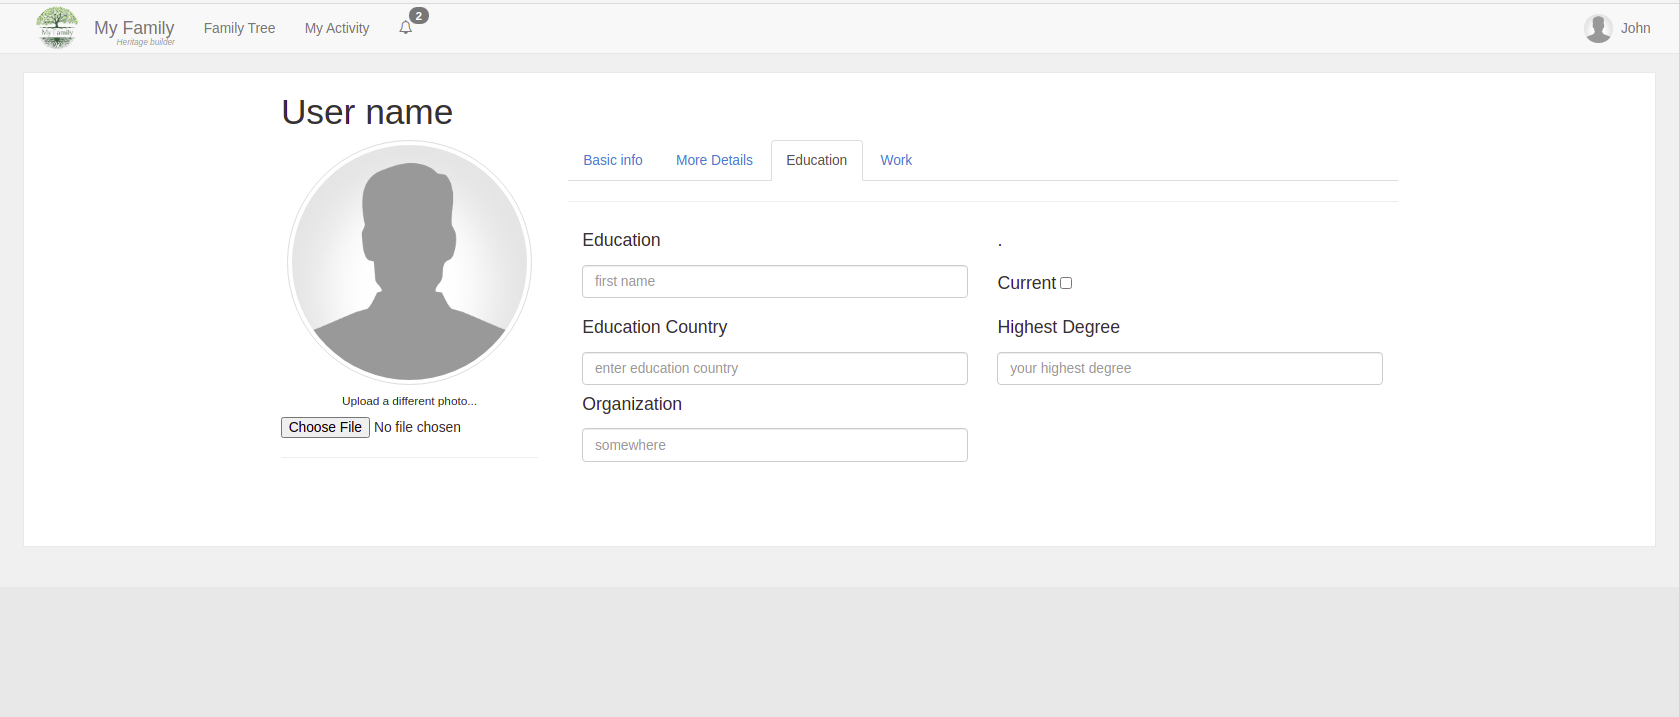 My Family
My Family
Heritage builder
Family Tree
My Activity
2
John
User name
Basic info
More Details
Education
Work
Education
.
first name
Current
Education Country
Highest Degree
enter education country
your highest degree
Upload a different photo...
Organization
Choose File No file chosen
somewhere